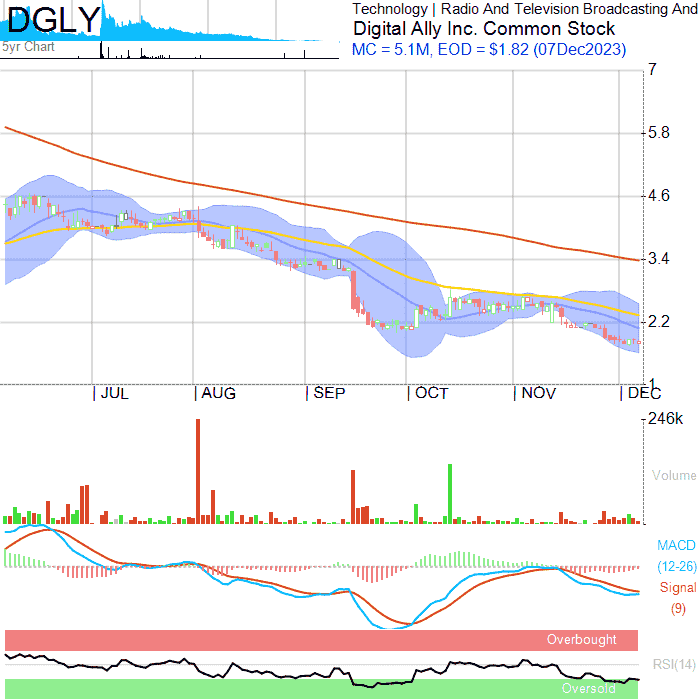 DGLY
5yr Chart
Technology | Radio And Television Broadcasting And
Digital Ally Inc. Common Stock
MC = 5.1M, EOD = $1.82 (07Dec2023)
7
5.8
4.6
3.4
2.2
1
JUL AUG SEP OCT NOV DEC
246k
Volume
MACD
(12-26)
Signal
(9)
Overbought
RSI(14)
Oversold